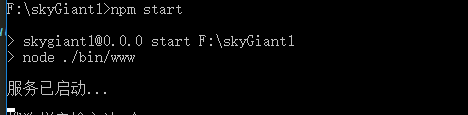 F:\skyGiant1>npm start
> skygiant1@0.0.0 start F:\skyGiant1
> node ./bin/www
服务已启动...